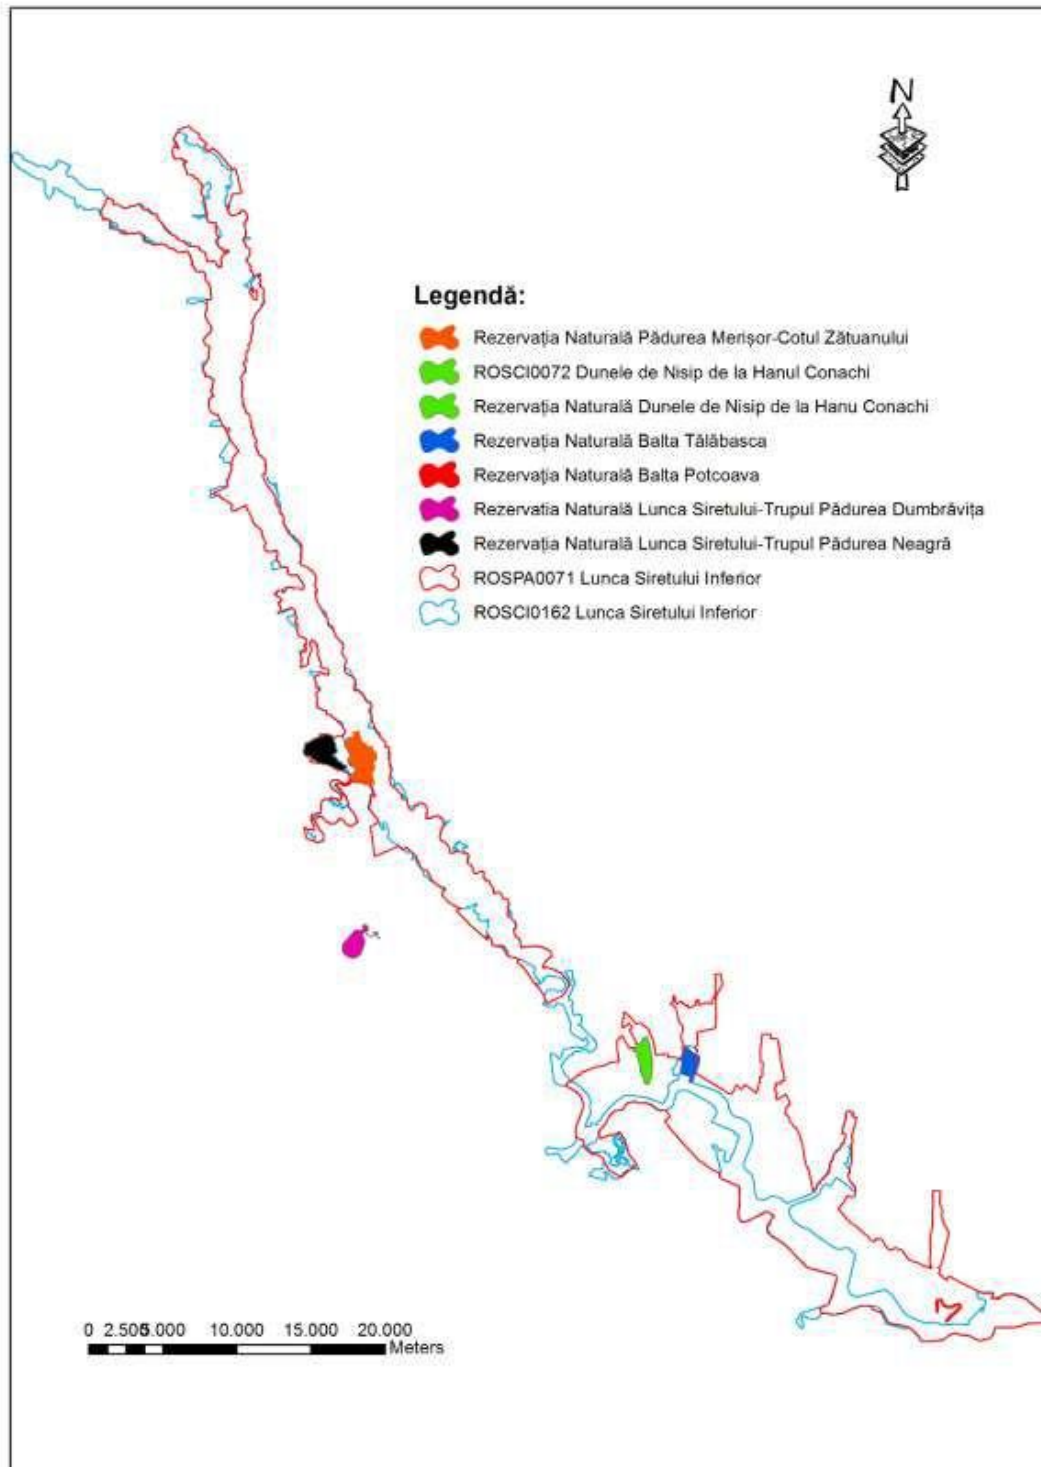 N
Legendă:
Rezervația Naturală Pădurea Merișor-Cotul Zătuanului
ROSCI0072 Dunele de Nisip de la Hanul Conachi
Rezervația Naturală Dunele de Nisip de la Hanu Conachi
Rezervația Naturală Balta Tălăbasca
Rezervația Naturală Balta Potcoava
Rezervatia Naturală Lunca Siretului-Trupul Pădurea Dumbrăvița
Rezervația Naturală Lunca Siretului-Trupul Pădurea Neagră
ROSPA0071 Lunca Siretului Inferior
ROSCI0162 Lunca Siretului Inferior
0 2.500 5.000 10.000 15.000 20.000
Meters